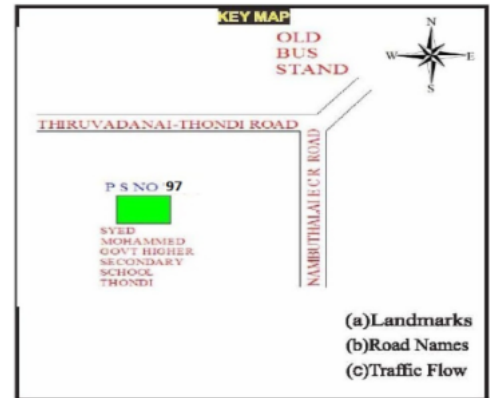 KEY MAP
OLD
BUS
STAND
N
W
E
S
THIRUVADANAI-THONDI ROAD
NAMBUTHALAI E C R ROAD
P S NO '97
SYED
MOHAMMED
GOVT HIGHER
SECONDARY
SCHOOL
THONDI
(a)Landmarks
(b)Road Names
(c)Traffic Flow